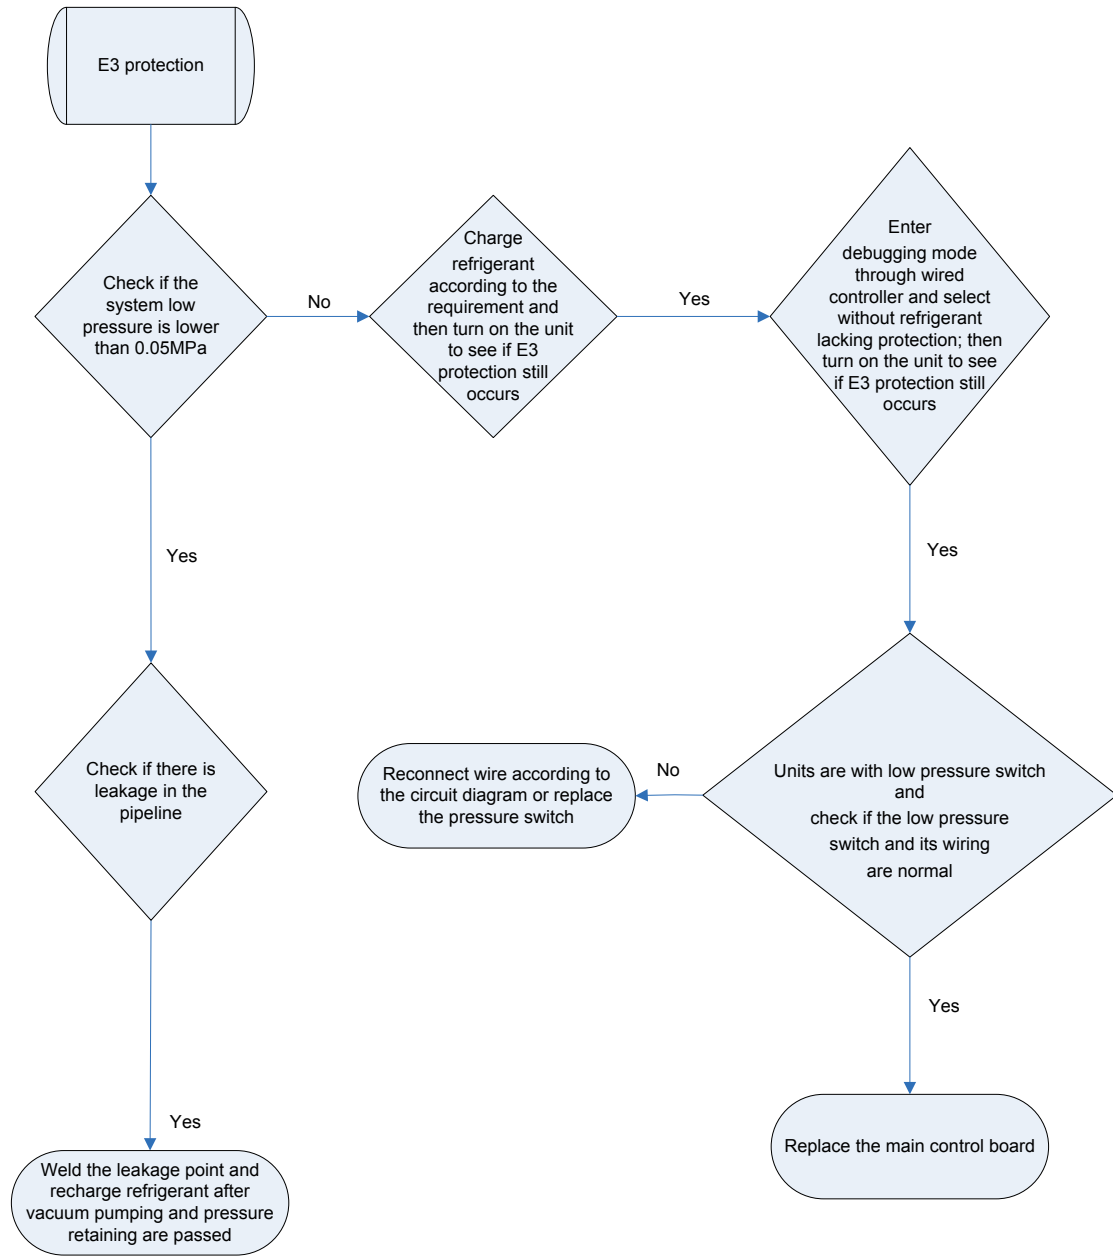 E3 protection
Check if the
system low
pressure is lower
than 0.05MPa
No
Charge
refrigerant
according to the
requirement and
then turn on the unit
to see if E3
protection still
occurs
Yes
Enter
debugging mode
through wired
controller and select
without refrigerant
lacking protection; then
turn on the unit to see
if E3 protection still
occurs
Yes
Yes
Check if there is
leakage in the
pipeline
Reconnect wire according to
the circuit diagram or replace
the pressure switch
No
Units are with low pressure switch
and
check if the low pressure
switch and its wiring
are normal
Yes
Yes
Weld the leakage point and
recharge refrigerant after
vacuum pumping and pressure
retaining are passed
Replace the main control board